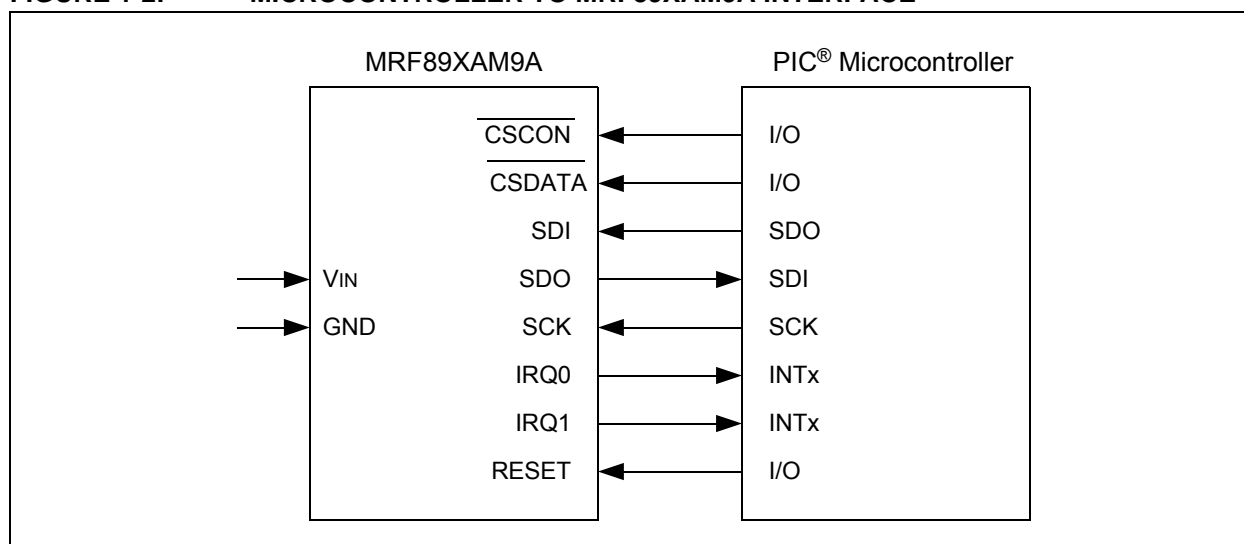 MRF89XAM9A PIC® Microcontroller
CSCON I/O
CSDATA I/O
SDI SDO
VIN SDO SDI
GND SCK SCK
IRQ0 INTx
IRQ1 INTx
RESET I/O